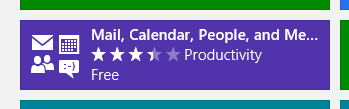 Mail, Calendar, People, and Me...
Productivity
Free